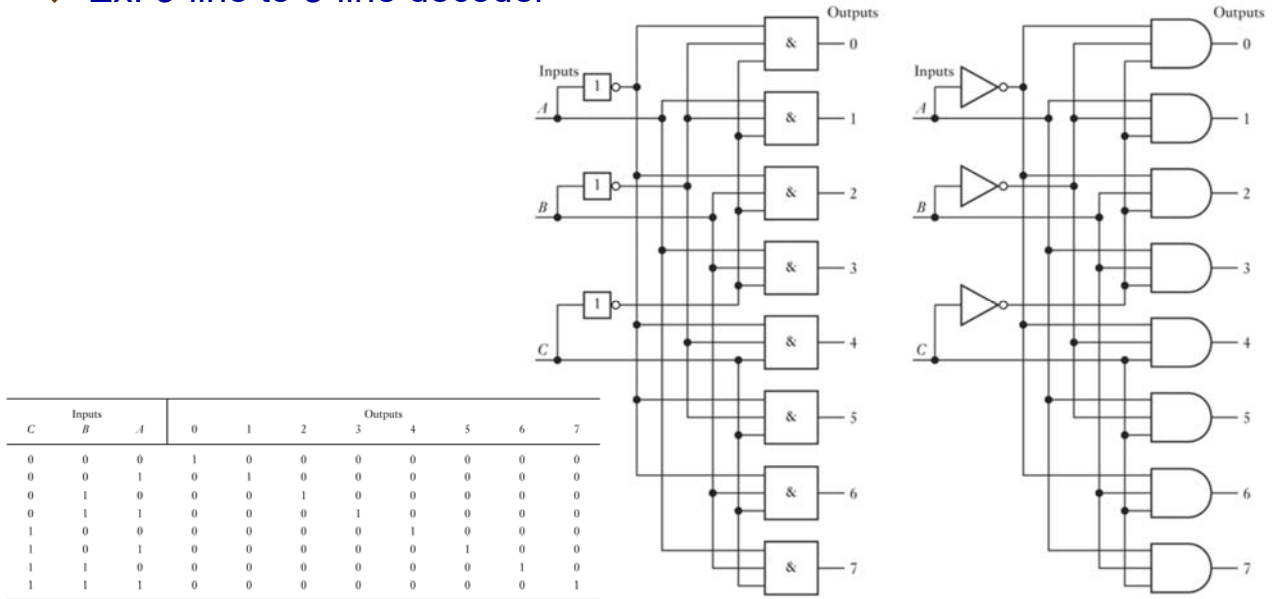 Ex: 3-line to 8-line decoder
Outputs
Inputs
1
A
1
B
1
C
& 0
& 1
& 2
& 3
& 4
& 5
& 6
& 7
Outputs
Inputs
A
B
C
0
1
2
3
4
5
6
7
Inputs Outputs
C B A 0 1 2 3 4 5 6 7
0 0 0 1 0 0 0 0 0 0 0
0 0 1 0 1 0 0 0 0 0 0
0 1 0 0 0 1 0 0 0 0 0
0 1 1 0 0 0 1 0 0 0 0
1 0 0 0 0 0 0 1 0 0 0
1 0 1 0 0 0 0 0 1 0 0
1 1 0 0 0 0 0 0 0 1 0
1 1 1 0 0 0 0 0 0 0 1